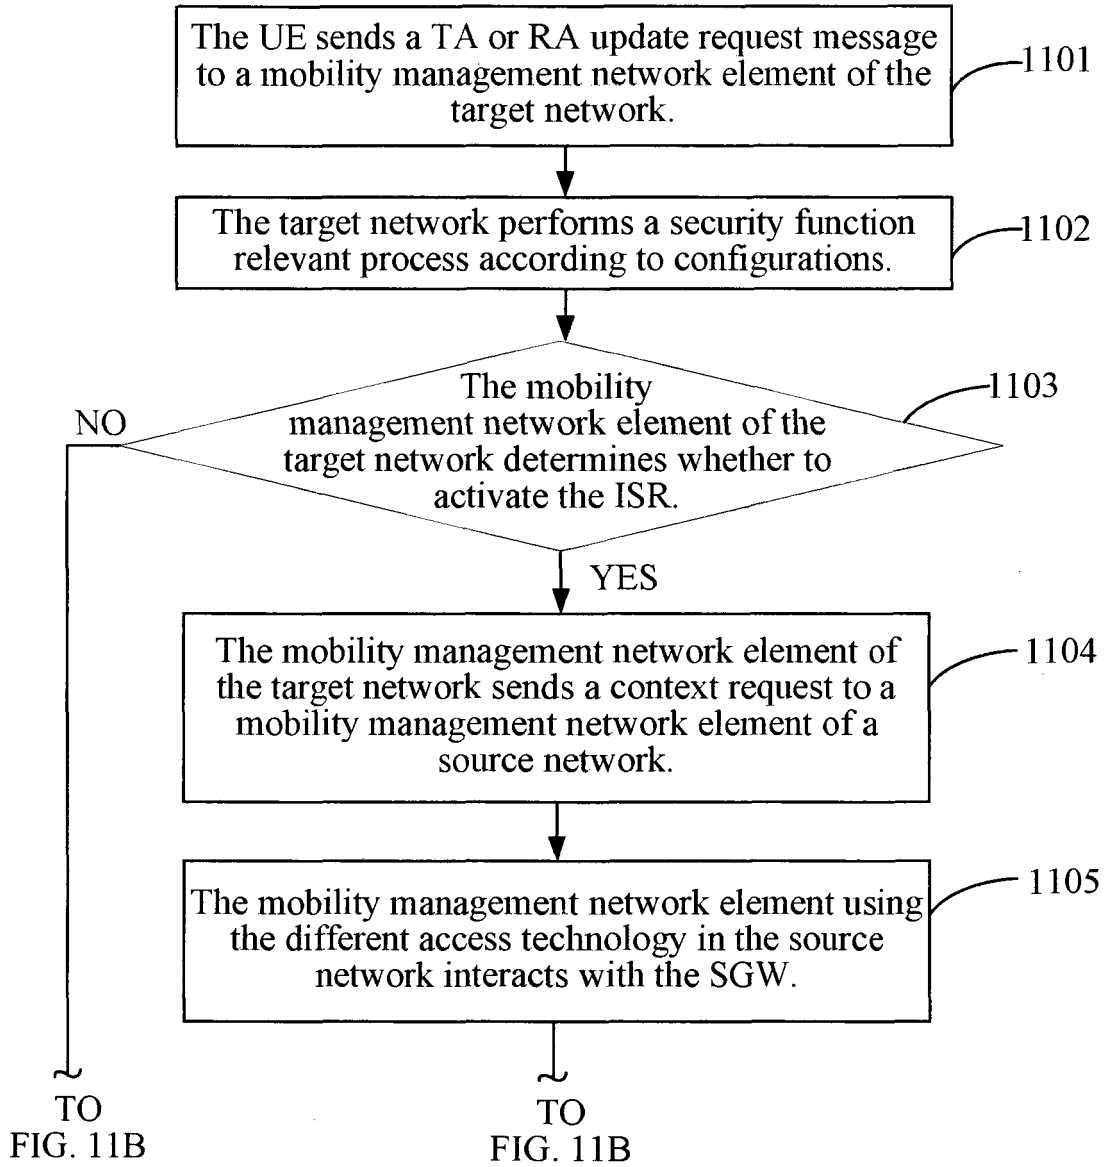 The UE sends a TA or RA update request message
to a mobility management network element of the
target network.
1101
The target network performs a security function
relevant process according to configurations.
1102
The mobility
management network element of the
target network determines whether to
activate the ISR.
1103
NO
YES
The mobility management network element of
the target network sends a context request to a
mobility management network element of a
source network.
1104
The mobility management network element using
the different access technology in the source
network interacts with the SGW.
1105
TO
FIG. 11B
TO
FIG. 11B